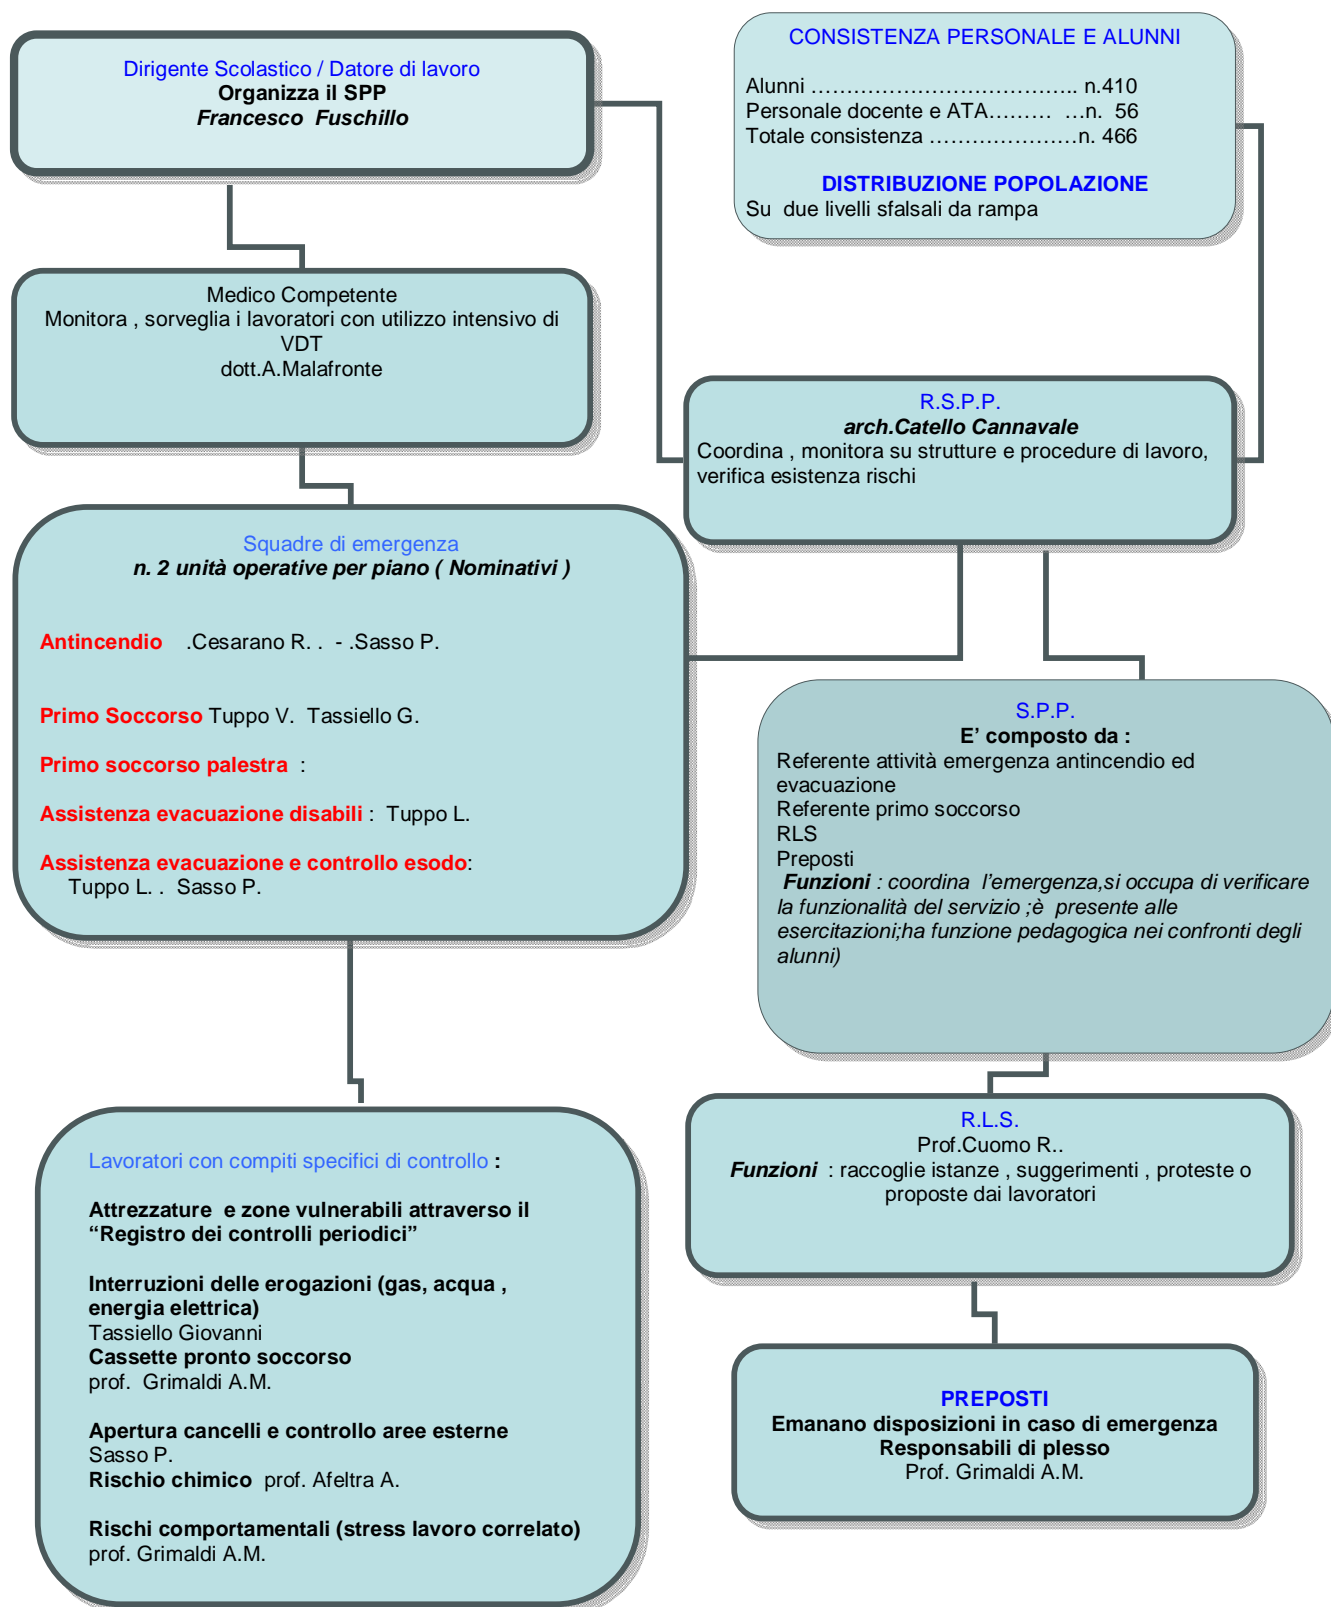 Dirigente Scolastico / Datore di lavoro
Organizza il SPP
Francesco Fuschillo
CONSISTENZA PERSONALE E ALUNNI
Alunni ……………………………….. n.410
Personale docente e ATA……… …n. 56
Totale consistenza …………………n. 466
DISTRIBUZIONE POPOLAZIONE
Su due livelli sfalsali da rampa
Medico Competente
Monitora , sorveglia i lavoratori con utilizzo intensivo di
VDT
dott.A.Malafronte
R.S.P.P.
arch.Catello Cannavale
Coordina , monitora su strutture e procedure di lavoro,
verifica esistenza rischi
Squadre di emergenza
n. 2 unità operative per piano ( Nominativi )
Antincendio .Cesarano R. . - .Sasso P.
Primo Soccorso Tuppo V. Tassiello G.
Primo soccorso palestra :
Assistenza evacuazione disabili : Tuppo L.
Assistenza evacuazione e controllo esodo:
Tuppo L. . Sasso P.
S.P.P.
E’ composto da :
Referente attività emergenza antincendio ed
evacuazione
Referente primo soccorso
RLS
Preposti
Funzioni : coordina l’emergenza,si occupa di verificare
la funzionalità del servizio ;è presente alle
esercitazioni;ha funzione pedagogica nei confronti degli
alunni)
Lavoratori con compiti specifici di controllo :
Attrezzature e zone vulnerabili attraverso il
“Registro dei controlli periodici”
Interruzioni delle erogazioni (gas, acqua ,
energia elettrica)
Tassiello Giovanni
Cassette pronto soccorso
prof. Grimaldi A.M.
Apertura cancelli e controllo aree esterne
Sasso P.
Rischio chimico prof. Afeltra A.
Rischi comportamentali (stress lavoro correlato)
prof. Grimaldi A.M.
R.L.S.
Prof.Cuomo R..
Funzioni : raccoglie istanze , suggerimenti , proteste o
proposte dai lavoratori
PREPOSTI
Emanano disposizioni in caso di emergenza
Responsabili di plesso
Prof. Grimaldi A.M.